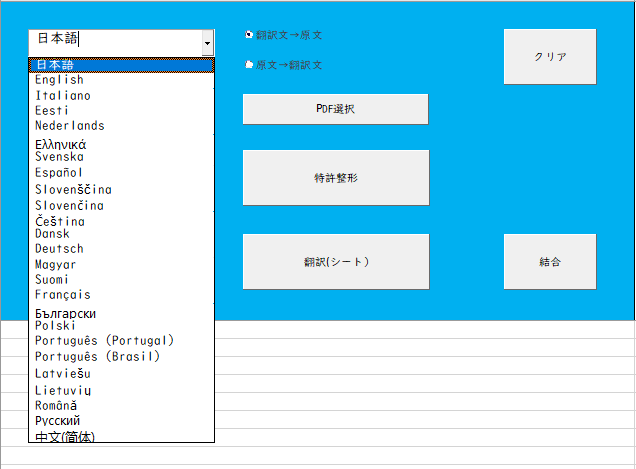 日本語
日本語
English
Italiano
Eesti
Nederlands
Ελληνικά
Svenska
Español
Slovenščina
Slovenčina
Čeština
Dansk
Deutsch
Magyar
Suomi
Français
Български
Polski
Português (Portugal)
Português (Brasil)
Latviešu
Lietuvių
Română
Русский
中文(简体)
翻訳文→原文
原文→翻訳文
PDF選択
特許整形
翻訳(シート)
クリア
結合